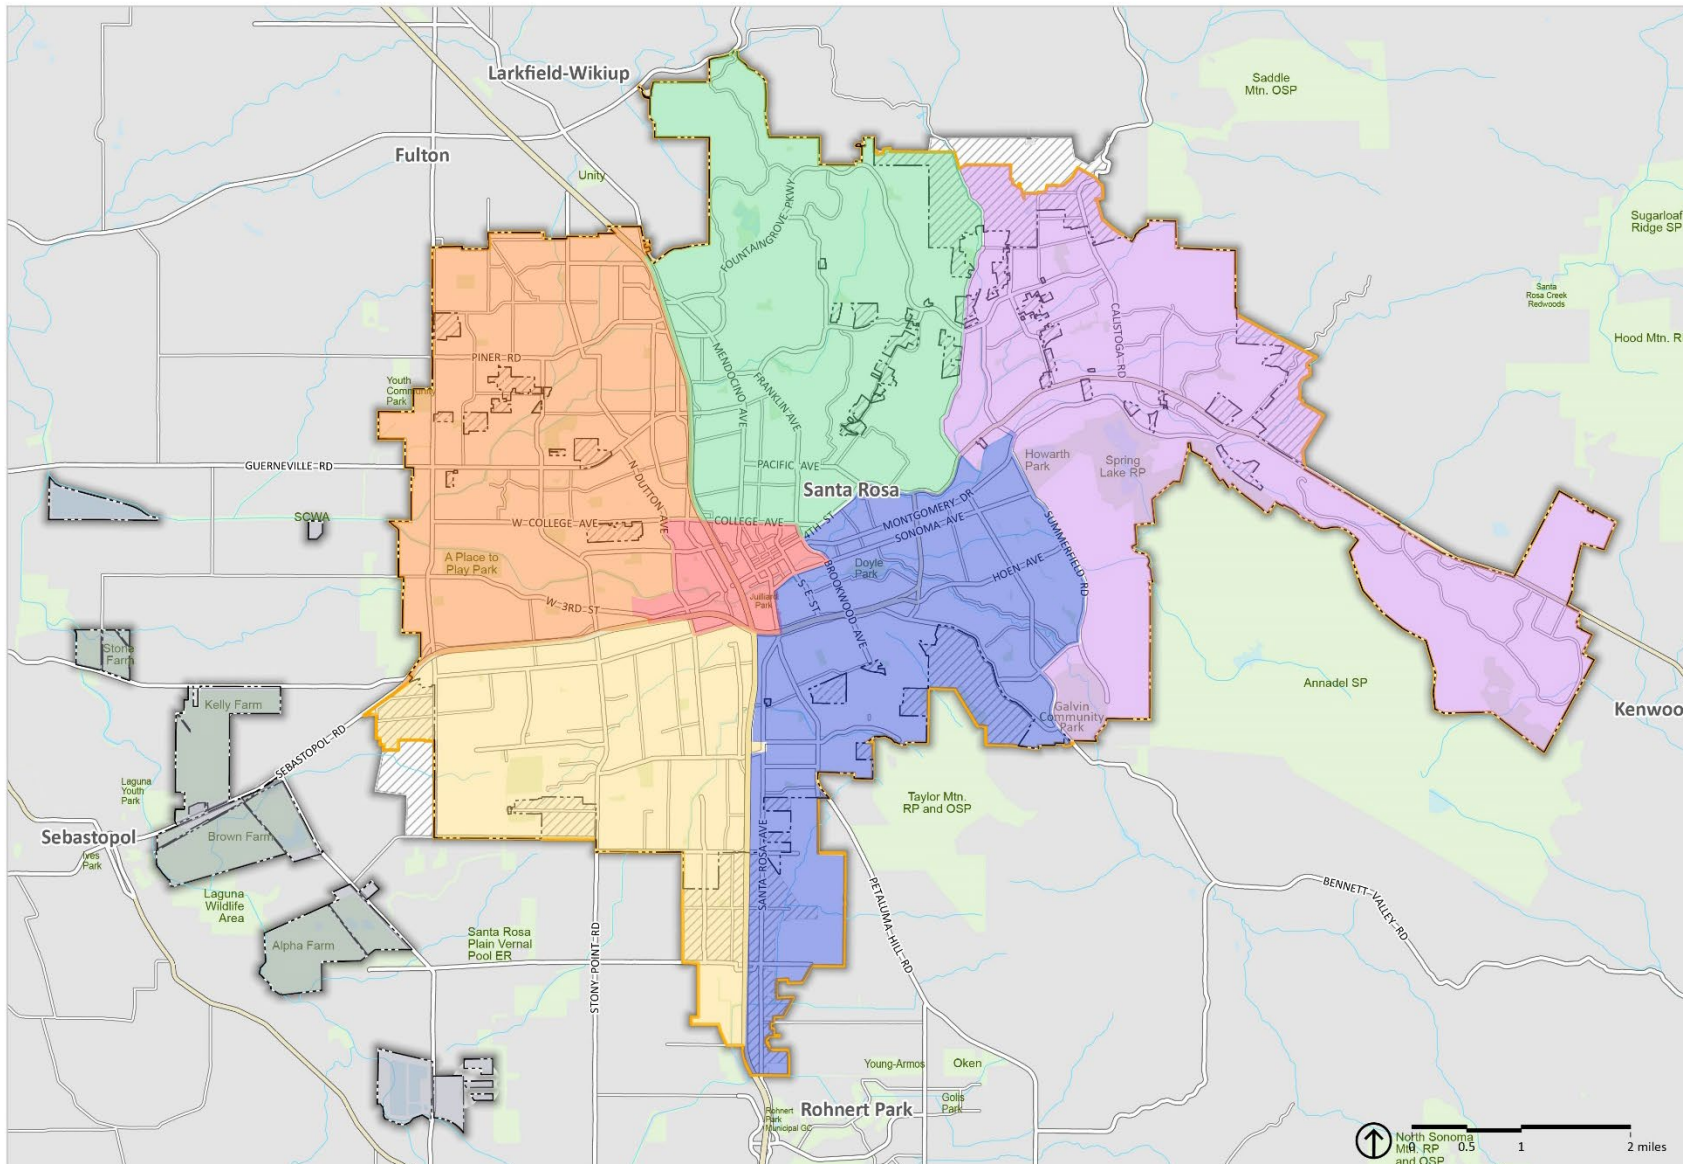 Larkfield-Wikiup
Saddle
Mtn. OSP
Fulton
Unity
Sugarloaf
Ridge SP
FOUNTAINGROVE PKWY
Santa
Rosa Creek
Redwoods
CALISTOGA RD
Hood Mtn. R
PINER RD
MENDOCINO AVE
FRANKLIN AVE
Youth
Community
Park
GUERNEVILLE RD
N DUTTON AVE
PACIFIC AVE
Howarth
Park
Spring
Lake RP
Santa Rosa
SCWA
W COLLEGE AVE
COLLEGE AVE
4TH ST
MONTGOMERY DR
SONOMA AVE
SUMMERFIELD RD
A Place to
Play Park
Doyle
Park
HOEN AVE
BROOKWOOD AVE
S E ST
Juilliard
Park
W 3RD ST
Stone
Farm
Annadel SP
Kelly Farm
Galvin
Community
Park
Kenwoo
SEBASTOPOL RD
Laguna
Youth
Park
Taylor Mtn.
RP and OSP
Sebastopol
Brown Farm
Ives
Park
SANTA ROSA AVE
PETALUMA HILL RD
BENNETT VALLEY RD
Laguna
Wildlife
Area
Alpha Farm
Santa Rosa
Plain Vernal
Pool ER
STONY POINT RD
Young-Armos
Oken
Golis
Park
Rohnert Park
Rohnert
Park
Municipal GC
North Sonoma
Mtn. RP
and OSP
0 0.5 1 2 miles